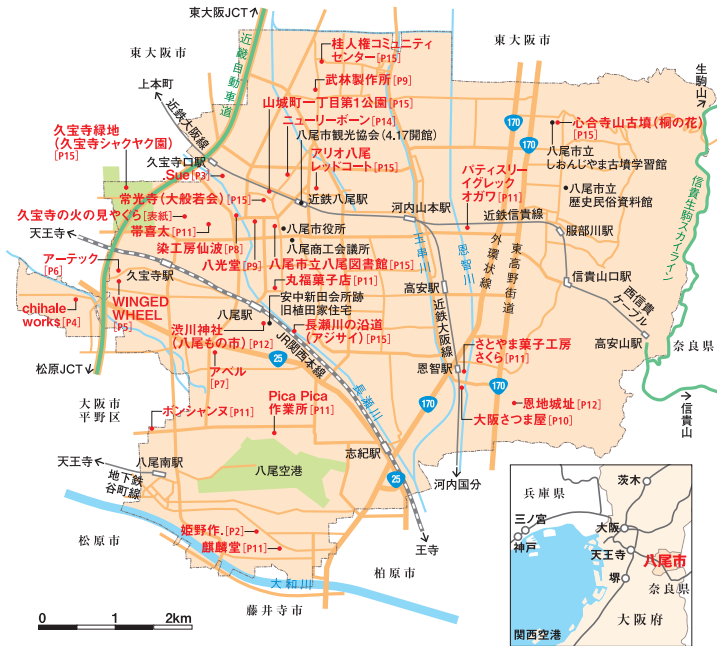 東大阪JCT
東大阪市
近畿自動車道
桂人権コミュニティ
センター[P15]
東大阪市
生駒山
武林製作所[P9]
上本町
近鉄大阪線
山城町一丁目第1公園[P15]
ニューリーボーン[P14]
八尾市観光協会(4.17開館)
170
170
心合寺山古墳(桐の花)
[P15]
八尾市立
しおんじやま古墳学習館
久宝寺緑地
(久宝寺シャクヤク園)
[P15]
久宝寺口駅
.Sue[P3]
アリオ八尾
レッドコート[P15]
パティスリー
イグレック
オガワ[P11]
八尾市立
歴史民俗資料館
信貴生駒スカイライン
常光寺(大般若会)[P15]
近鉄八尾駅
河内山本駅
近鉄信貴線
服部川駅
久宝寺の火の見やぐら[表紙]
天王寺
帯喜太[P11]
八尾市役所
八尾商工会議所
染工房仙波[P8]
八光堂[P9]
八尾市立八尾図書館[P15]
玉串川
恩智川
外環状線
東高野街道
アーテック
[P6]
久宝寺駅
丸福菓子店[P11]
高安駅
信貴山口駅
西信貴
ケーブル
chihale
works[P4]
WINGED
WHEEL
[P5]
八尾駅
安中新田会所跡
旧植田家住宅
近鉄大阪線
高安山駅
奈良県
渋川神社
(八尾もの市)[P12]
長瀬川の沿道
(アジサイ)[P15]
JR関西本線
25
さとやま菓子工房
さくら[P11]
松原JCT
アベル
[P7]
恩智駅
信貴山
大阪市
平野区
Pica Pica
作業所[P11]
長瀬川
170
170
恩地城址[P12]
ボンシャンヌ[P11]
大阪さつま屋[P10]
天王寺
八尾南駅
地下鉄
谷町線
八尾空港
志紀駅
25
河内国分
松原市
姫野作.[P2]
麒麟堂[P11]
王寺
柏原市
大和川
藤井寺市
0 1 2km
兵庫県
茨木
三ノ宮
神戸
大阪
天王寺
八尾市
堺
奈良県
大阪府
関西空港